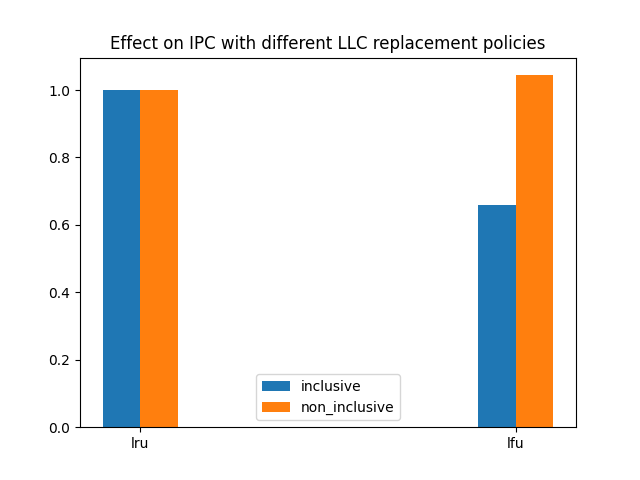 Effect on IPC with different LLC replacement policies
1.0
0.8
0.6
0.4
0.2
0.0
inclusive
non_inclusive
lru
lfu